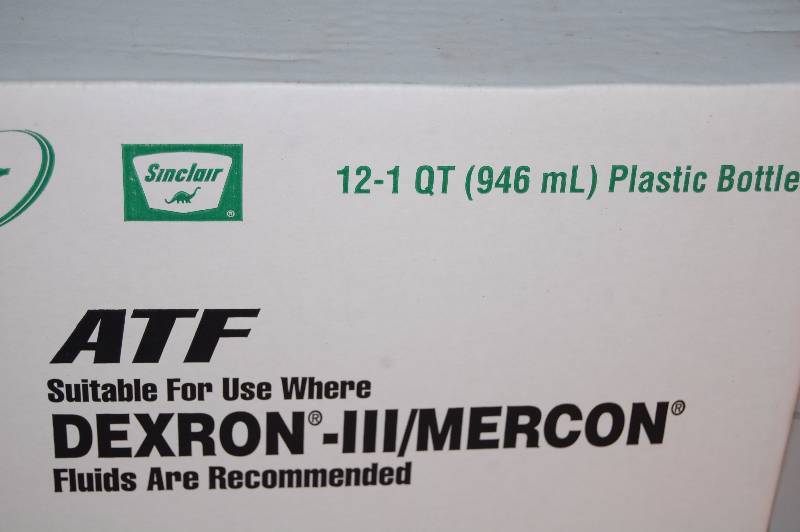 Sinclair
®
12-1 QT (946 mL) Plastic Bottle
ATF
Suitable For Use Where
DEXRON®-III/MERCON®
Fluids Are Recommended